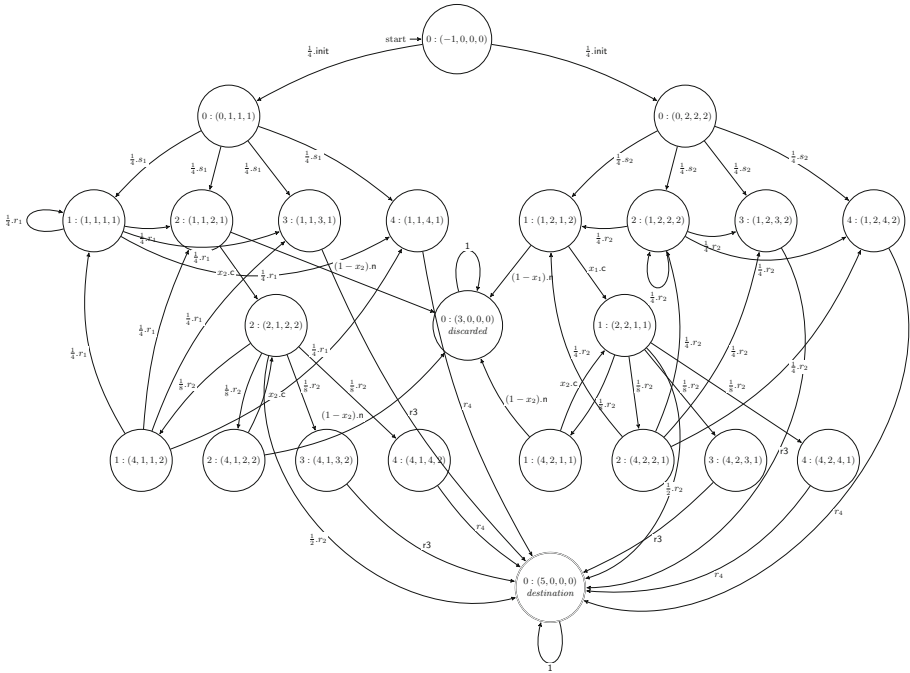 start
0 : (−1, 0, 0, 0)
1/4.init
1/4.init
0 : (0, 1, 1, 1)
0 : (0, 2, 2, 2)
1/4.s₁
1/4.s₁
1/4.s₁
1/4.s₁
1/4.s₂
1/4.s₂
1/4.s₂
1/4.s₂
1/4.r₁
1 : (1, 1, 1, 1)
2 : (1, 1, 2, 1)
3 : (1, 1, 3, 1)
4 : (1, 1, 4, 1)
1 : (1, 2, 1, 2)
2 : (1, 2, 2, 2)
3 : (1, 2, 3, 2)
4 : (1, 2, 4, 2)
1/4.r₁
1/4.r₁
1/4.r₁
x₂.c
(1 − x₂).n
1
(1 − x₁).n
x₁.c
1/4.r₂
1/4.r₂
1/4.r₂
1/4.r₂
2 : (2, 1, 2, 2)
0 : (3, 0, 0, 0)
discarded
1 : (2, 2, 1, 1)
1/4.r₁
1/4.r₁
1/4.r₁
1/4.r₁
1/4.r₂
1/4.r₂
1/4.r₂
1/4.r₂
1/8.r₂
1/8.r₂
x₂.c
1/8.r₂
1/8.r₂
(1 − x₂).n
r3
r₄
(1 − x₂).n
x₂.c
1/8.r₂
1/8.r₂
1/8.r₂
1/8.r₂
1 : (4, 1, 1, 2)
2 : (4, 1, 2, 2)
3 : (4, 1, 3, 2)
4 : (4, 1, 4, 2)
1 : (4, 2, 1, 1)
2 : (4, 2, 2, 1)
3 : (4, 2, 3, 1)
4 : (4, 2, 4, 1)
1/2.r₂
r3
r₄
1/2.r₂
r3
r3
r₄
r₄
0 : (5, 0, 0, 0)
destination
1